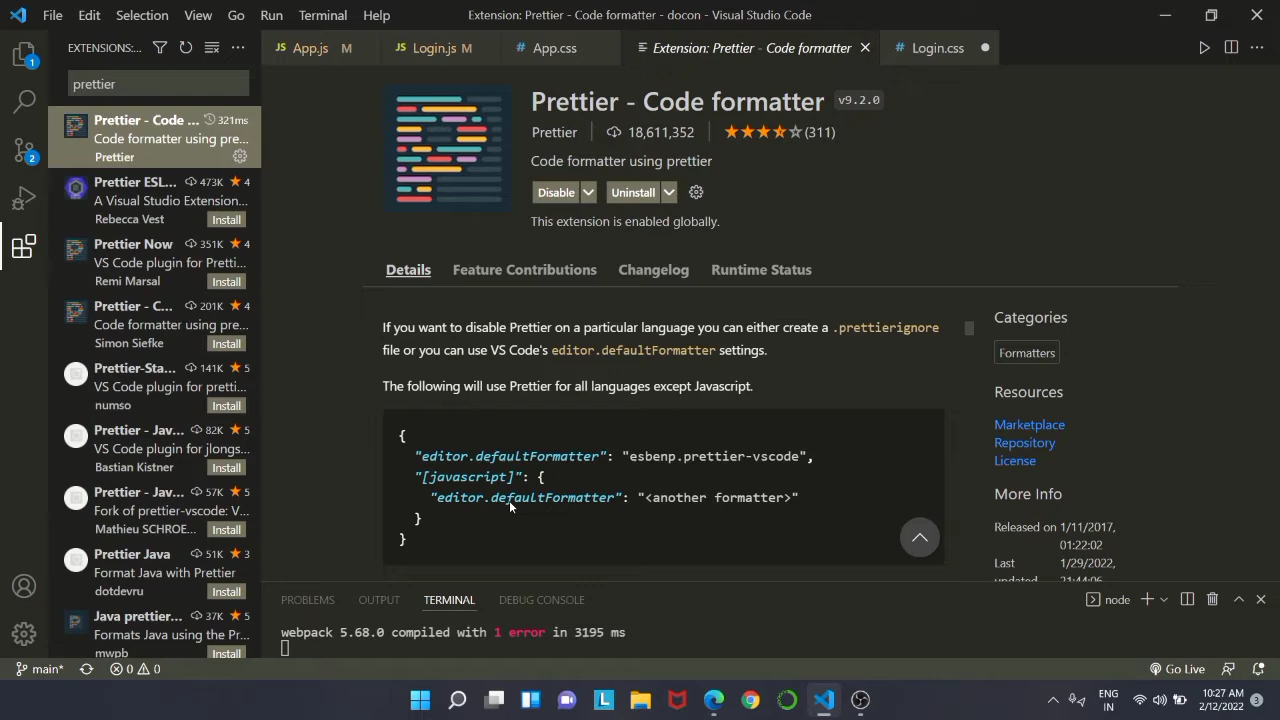 File Edit Selection View Go Run Terminal Help
Extension: Prettier - Code formatter - docon - Visual Studio Code
EXTENSIONS:...
App.js M
Login.js M
App.css
Extension: Prettier - Code formatter
Login.css
1
2
prettier
Prettier - Code ... 321ms
Code formatter using pre...
Prettier
Prettier ESL... 473K 4
A Visual Studio Extension...
Rebecca Vest Install
Prettier Now 351K 4
VS Code plugin for Pretti...
Remi Marsal Install
Prettier - C... 201K 4
Code formatter using pre...
Simon Siefke Install
Prettier-Sta... 141K 5
VS Code plugin for pretti...
numso Install
Prettier - Jav... 82K 5
VS Code plugin for jlongs...
Bastian Kistner Install
Prettier - Jav... 57K 5
Fork of prettier-vscode: V...
Mathieu SCHROE... Install
Prettier Java 51K 3
Format Java with Prettier
dotdevru Install
Java prettier... 37K 5
Formats Java using the Pr...
mwpb Install
Prettier - Code formatter v9.2.0
Prettier 18,611,352 (311)
Code formatter using prettier
Disable Uninstall
This extension is enabled globally.
Details Feature Contributions Changelog Runtime Status
If you want to disable Prettier on a particular language you can either create a .prettierignore
file or you can use VS Code's editor.defaultFormatter settings.
The following will use Prettier for all languages except Javascript.
{
"editor.defaultFormatter": "esbenp.prettier-vscode",
"[javascript]": {
"editor.defaultFormatter": "<another formatter>"
}
}
Categories
Formatters
Resources
Marketplace
Repository
License
More Info
Released on 1/11/2017,
01:22:02
Last 1/29/2022,
updated 21:44:06
PROBLEMS OUTPUT TERMINAL DEBUG CONSOLE
node
webpack 5.68.0 compiled with 1 error in 3195 ms
main* 0 0
Go Live
L
ENG
IN
10:27 AM
2/12/2022
3